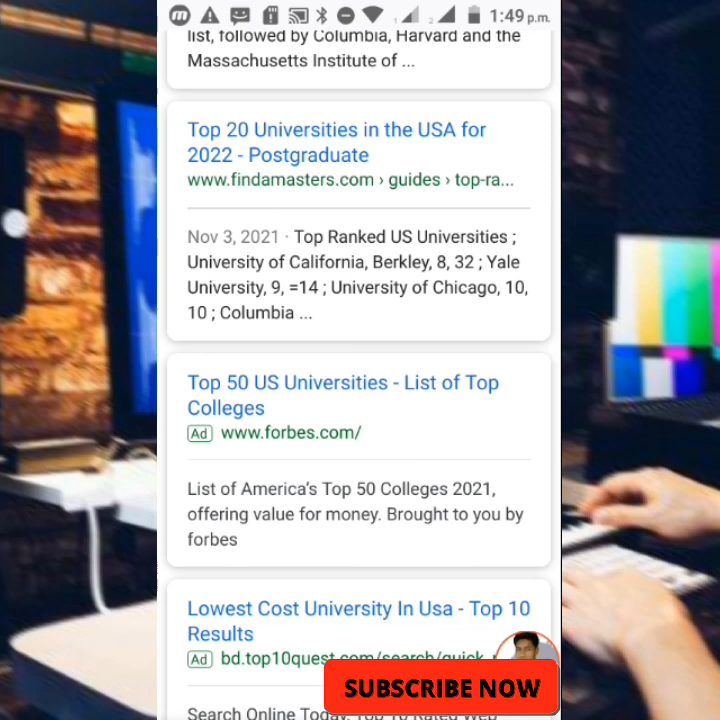 1:49 p.m.
list, followed by Columbia, Harvard and the
Massachusetts Institute of ...
Top 20 Universities in the USA for
2022 - Postgraduate
www.findamasters.com › guides › top-ra...
Nov 3, 2021 · Top Ranked US Universities ;
University of California, Berkley, 8, 32 ; Yale
University, 9, =14 ; University of Chicago, 10,
10 ; Columbia ...
Top 50 US Universities - List of Top
Colleges
Ad www.forbes.com/
List of America's Top 50 Colleges 2021,
offering value for money. Brought to you by
forbes
Lowest Cost University In Usa - Top 10
Results
Ad bd.top10quest.com/search/quick
SUBSCRIBE NOW
Search Online Today. Top 10 Rated Web